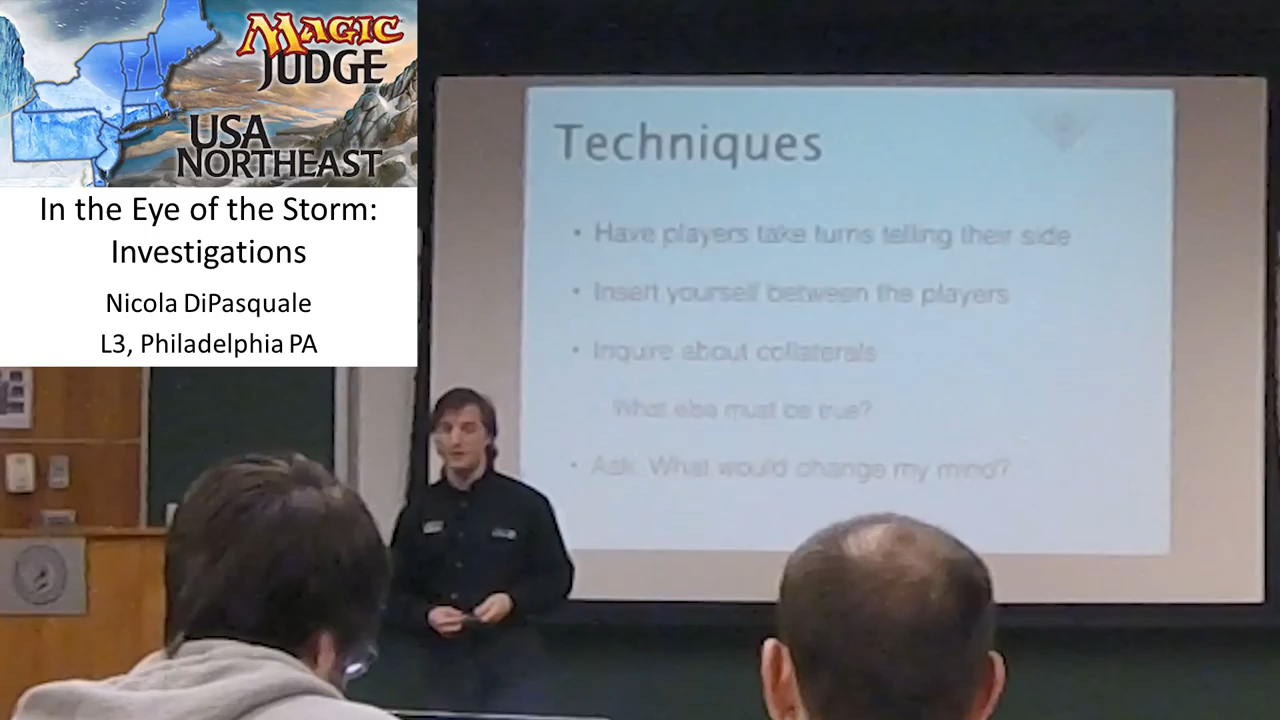 MAGIC
JUDGE
USA
NORTHEAST
In the Eye of the Storm:
Investigations
Nicola DiPasquale
L3, Philadelphia PA
Techniques
• Have players take turns telling their side
• Insert yourself between the players
• Inquire about collaterals
What else must be true?
• Ask: What would change my mind?